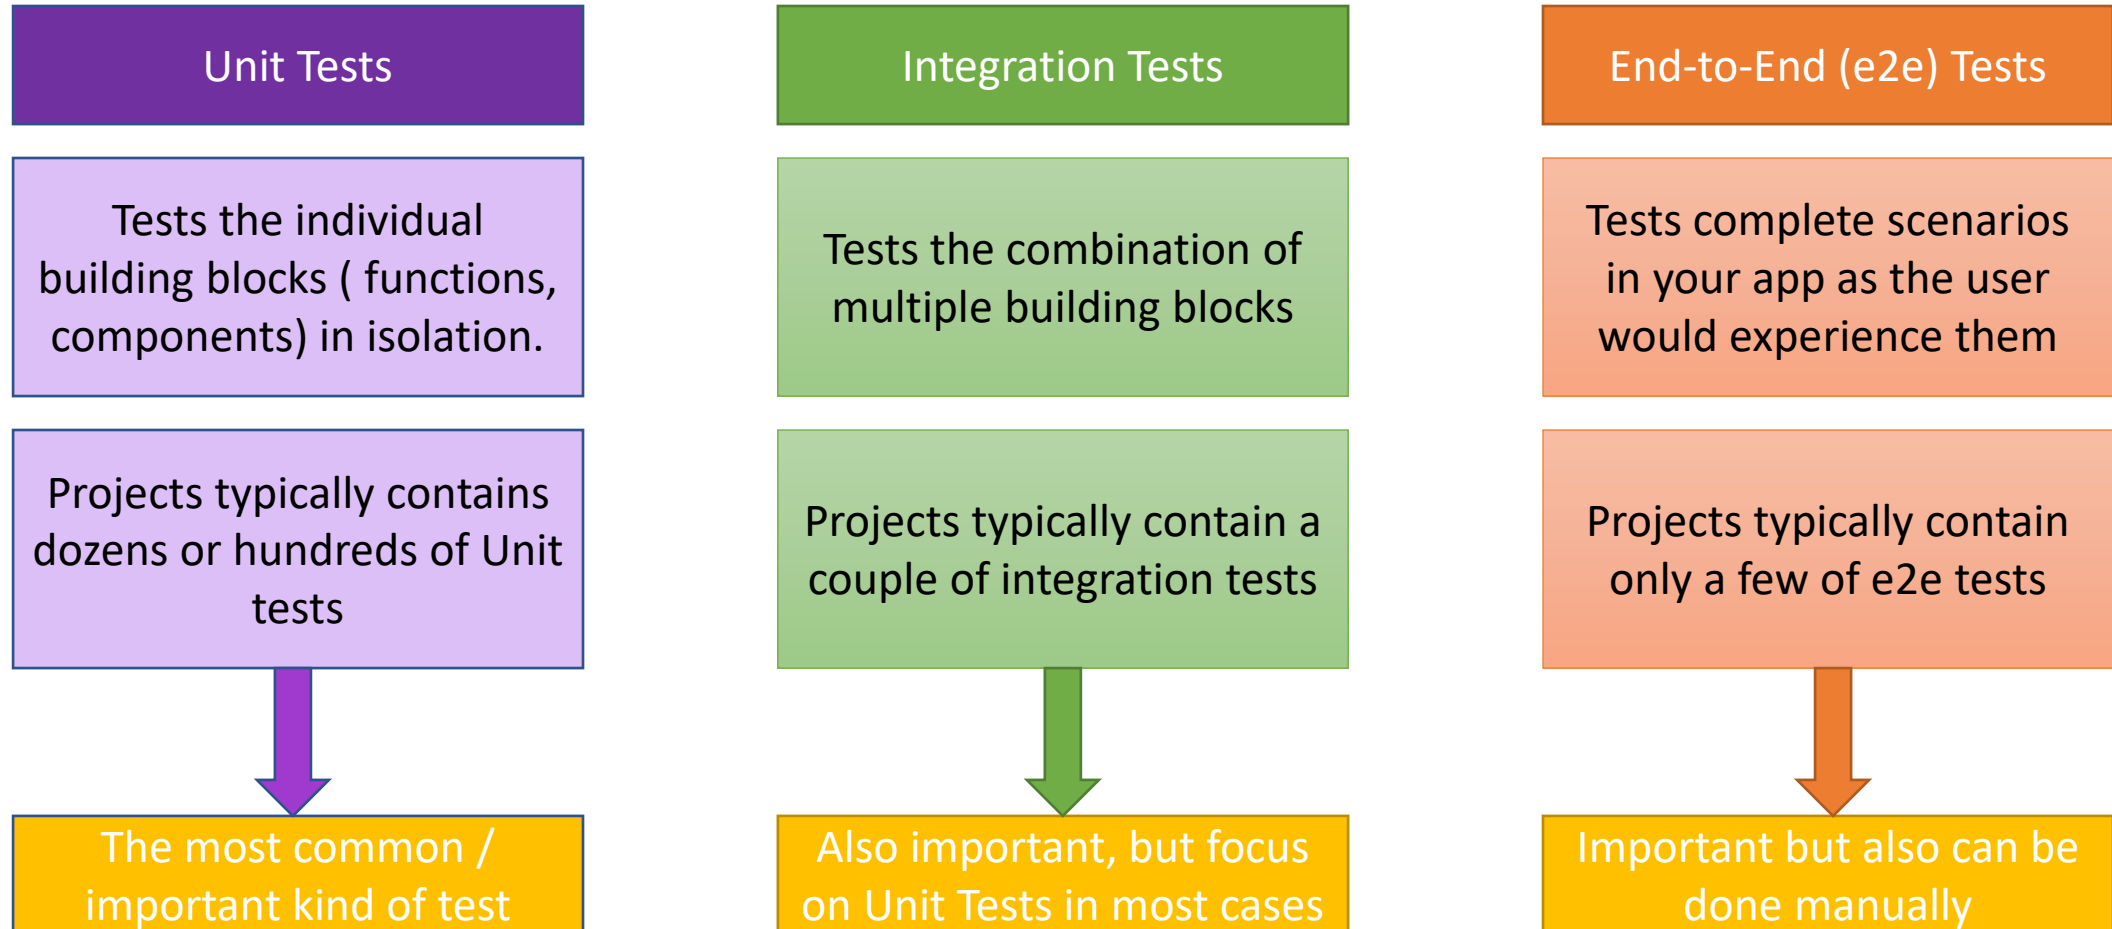 Unit Tests
Tests the individual
building blocks ( functions,
components) in isolation.
Projects typically contains
dozens or hundreds of Unit
tests
The most common /
important kind of test
Integration Tests
Tests the combination of
multiple building blocks
Projects typically contain a
couple of integration tests
Also important, but focus
on Unit Tests in most cases
End-to-End (e2e) Tests
Tests complete scenarios
in your app as the user
would experience them
Projects typically contain
only a few of e2e tests
Important but also can be
done manually